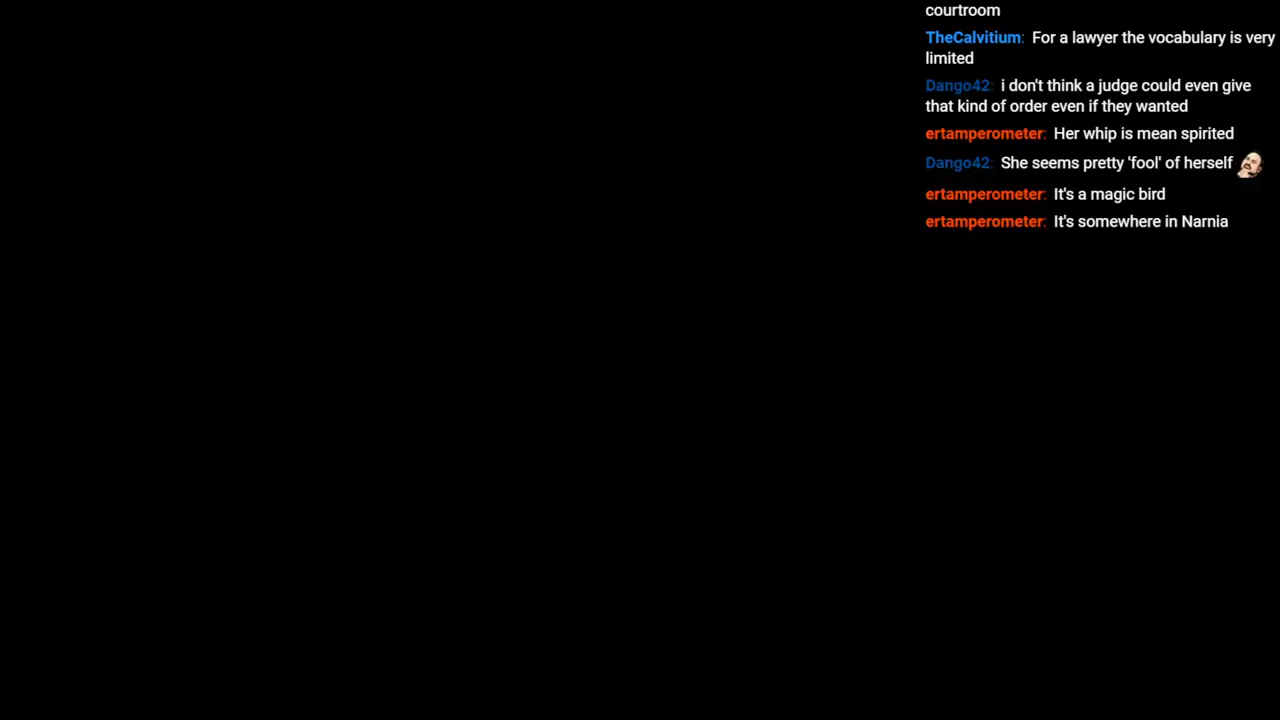 courtroom
TheCalvitium: For a lawyer the vocabulary is very
limited
Dango42: i don't think a judge could even give
that kind of order even if they wanted
ertamperometer: Her whip is mean spirited
Dango42: She seems pretty 'fool' of herself
ertamperometer: It's a magic bird
ertamperometer: It's somewhere in Narnia